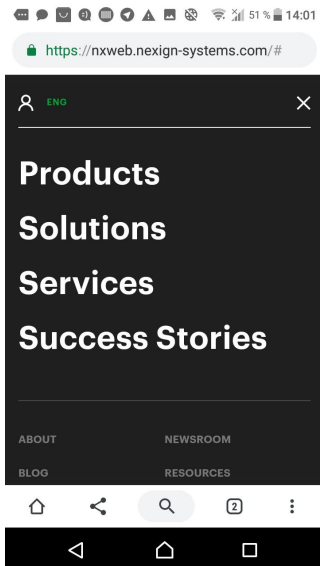 51 % 14:01
https://nxweb.nexign-systems.com/#
ENG
Products
Solutions
Services
Success Stories
ABOUT NEWSROOM
BLOG RESOURCES
2